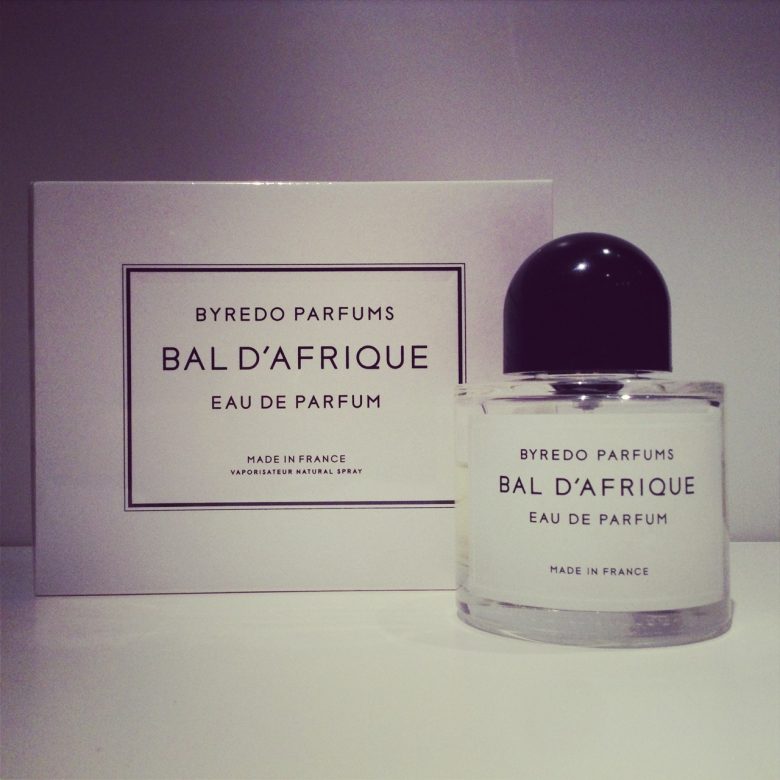 BYREDO PARFUMS
BAL D'AFRIQUE
EAU DE PARFUM
MADE IN FRANCE
VAPORISATEUR NATURAL SPRAY
BYREDO PARFUMS
BAL D'AFRIQUE
EAU DE PARFUM
MADE IN FRANCE